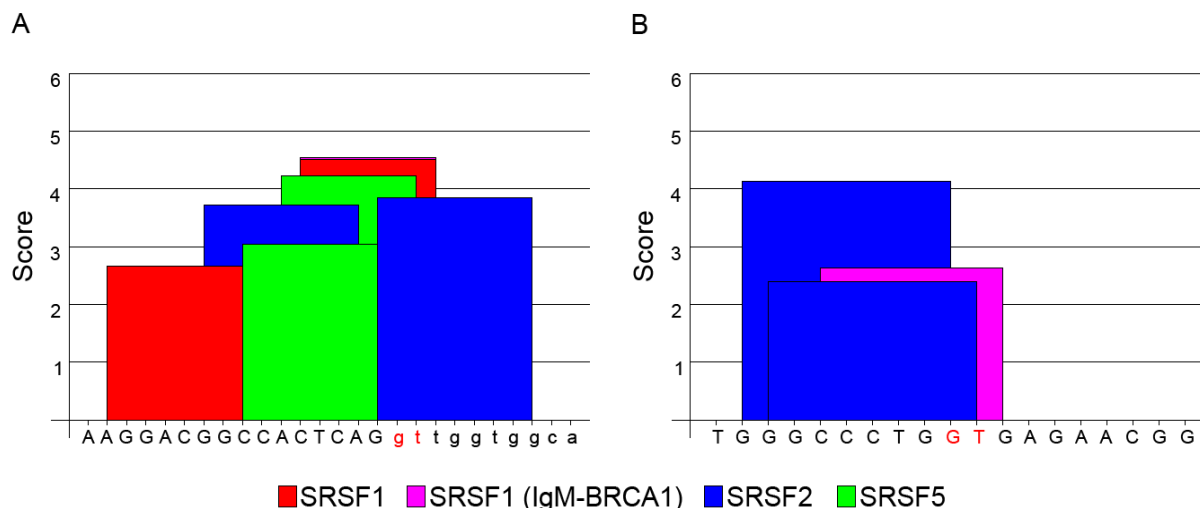 A
B
6
5
4
3
2
1
Score
A A G G A C G G C C A C T C A G g t t g g t g g c a
6
5
4
3
2
1
Score
T G G G C C C T G G T G A G A A C G G
SRSF1 SRSF1 (IgM-BRCA1) SRSF2 SRSF5